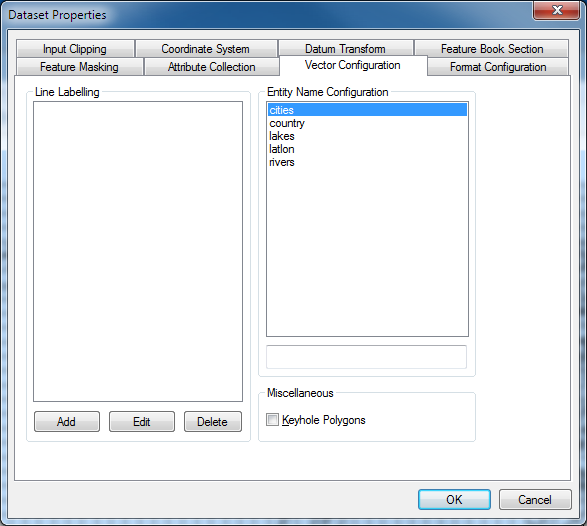 Dataset Properties
Input Clipping Coordinate System Datum Transform Feature Book Section
Feature Masking Attribute Collection Vector Configuration Format Configuration
Line Labelling
Entity Name Configuration
cities
country
lakes
latlon
rivers
Miscellaneous
Keyhole Polygons
Add Edit Delete
OK Cancel